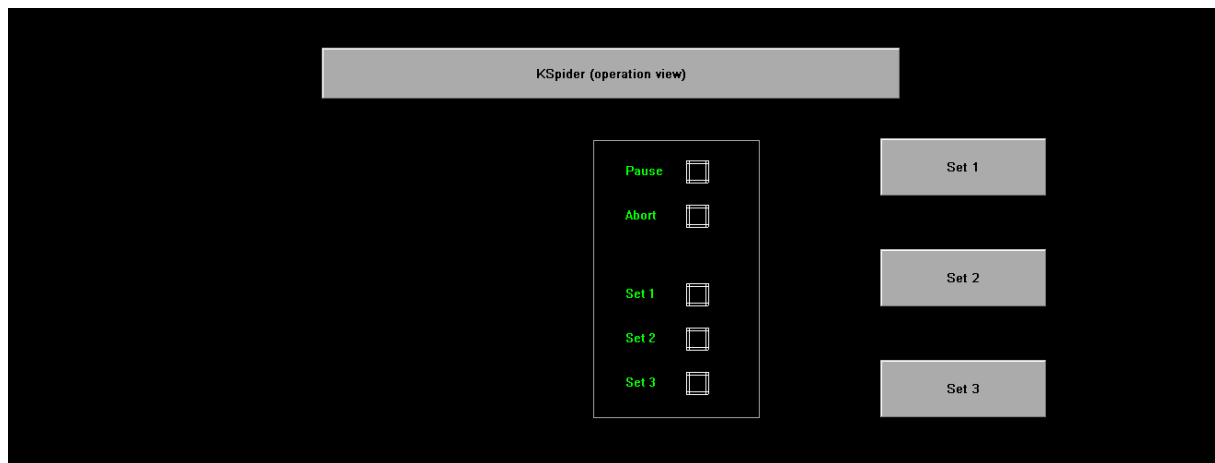 KSpider (operation view)
Pause
Abort
Set 1
Set 2
Set 3
Set 1
Set 2
Set 3